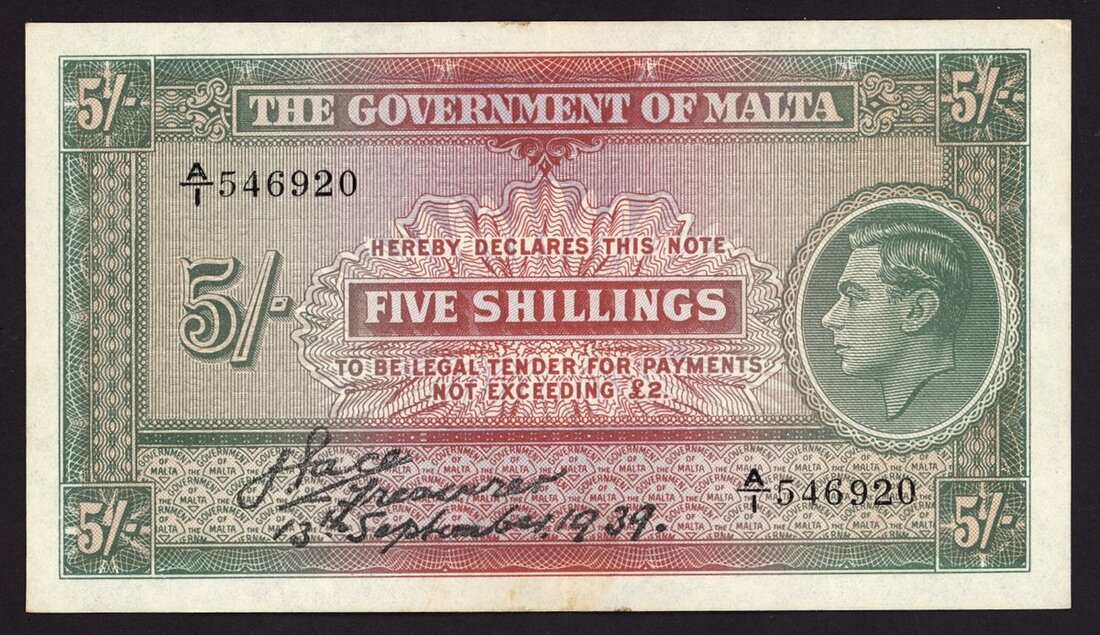 5/- 5/-
THE GOVERNMENT OF MALTA
A/1 546920
HEREBY DECLARES THIS NOTE
5/-
FIVE SHILLINGS
TO BE LEGAL TENDER FOR PAYMENTS
NOT EXCEEDING £2.
J. Pace
Treasurer
13th September, 1939.
A/1 546920
5/- 5/-